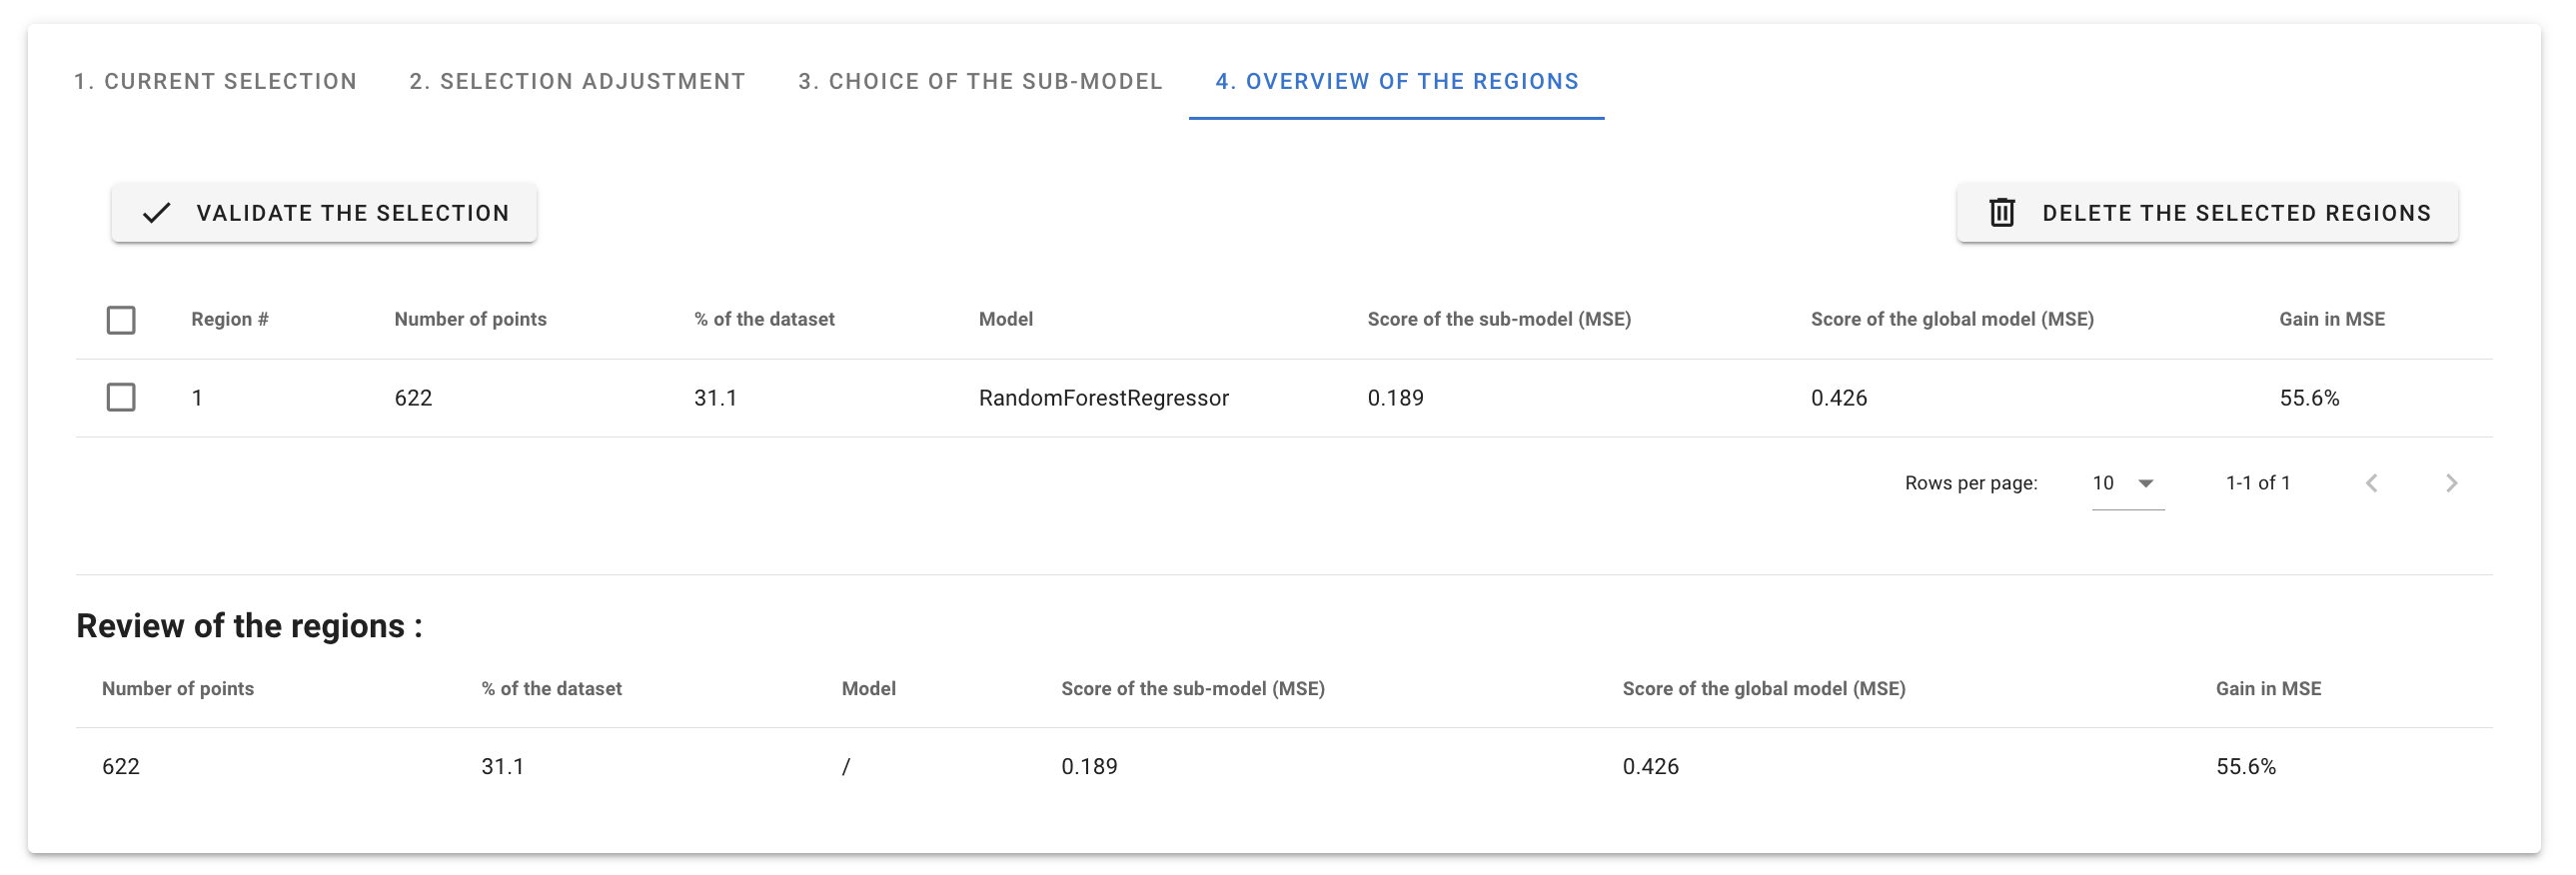 1. CURRENT SELECTION 2. SELECTION ADJUSTMENT 3. CHOICE OF THE SUB-MODEL 4. OVERVIEW OF THE REGIONS
VALIDATE THE SELECTION DELETE THE SELECTED REGIONS
Region # Number of points % of the dataset Model Score of the sub-model (MSE) Score of the global model (MSE) Gain in MSE
1 622 31.1 RandomForestRegressor 0.189 0.426 55.6%
Rows per page: 10 1-1 of 1
Review of the regions :
Number of points % of the dataset Model Score of the sub-model (MSE) Score of the global model (MSE) Gain in MSE
622 31.1 / 0.189 0.426 55.6%